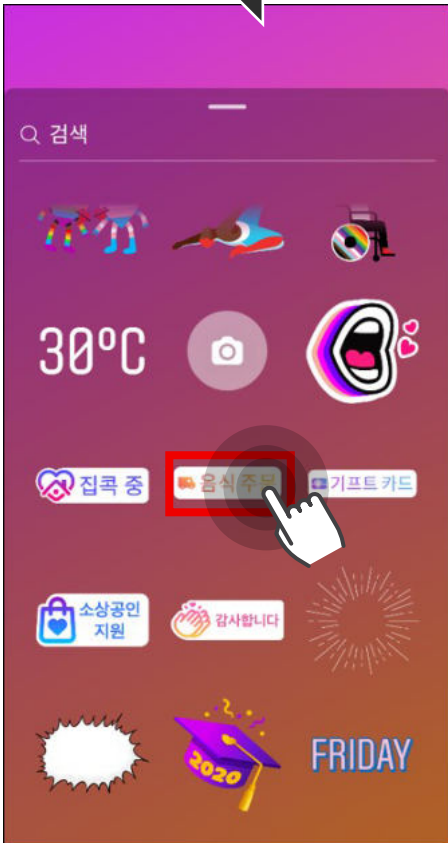 검색
30°C
집콕 중
음식 주문
기프트 카드
소상공인
지원
감사합니다
2020
FRIDAY